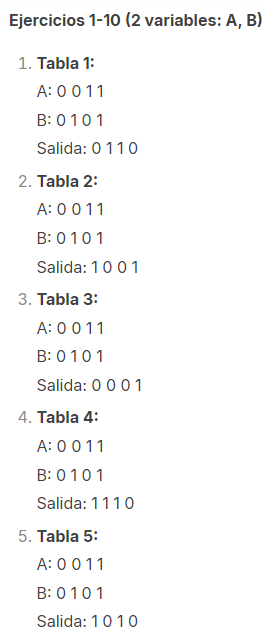 Ejercicios 1-10 (2 variables: A, B)
1. Tabla 1:
A: 0 0 1 1
B: 0 1 0 1
Salida: 0 1 1 0
2. Tabla 2:
A: 0 0 1 1
B: 0 1 0 1
Salida: 1 0 0 1
3. Tabla 3:
A: 0 0 1 1
B: 0 1 0 1
Salida: 0 0 0 1
4. Tabla 4:
A: 0 0 1 1
B: 0 1 0 1
Salida: 1 1 1 0
5. Tabla 5:
A: 0 0 1 1
B: 0 1 0 1
Salida: 1 0 1 0